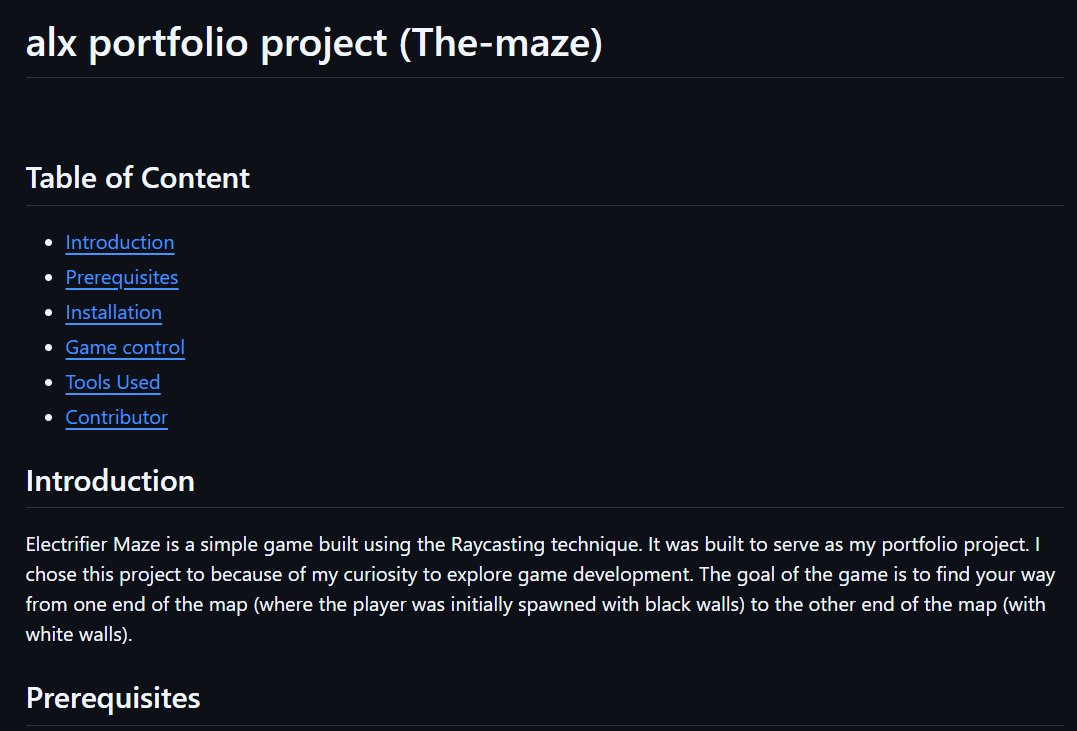 alx portfolio project (The-maze)
Table of Content
Introduction
Prerequisites
Installation
Game control
Tools Used
Contributor
Introduction
Electrifier Maze is a simple game built using the Raycasting technique. It was built to serve as my portfolio project. I
chose this project to because of my curiosity to explore game development. The goal of the game is to find your way
from one end of the map (where the player was initially spawned with black walls) to the other end of the map (with
white walls).
Prerequisites